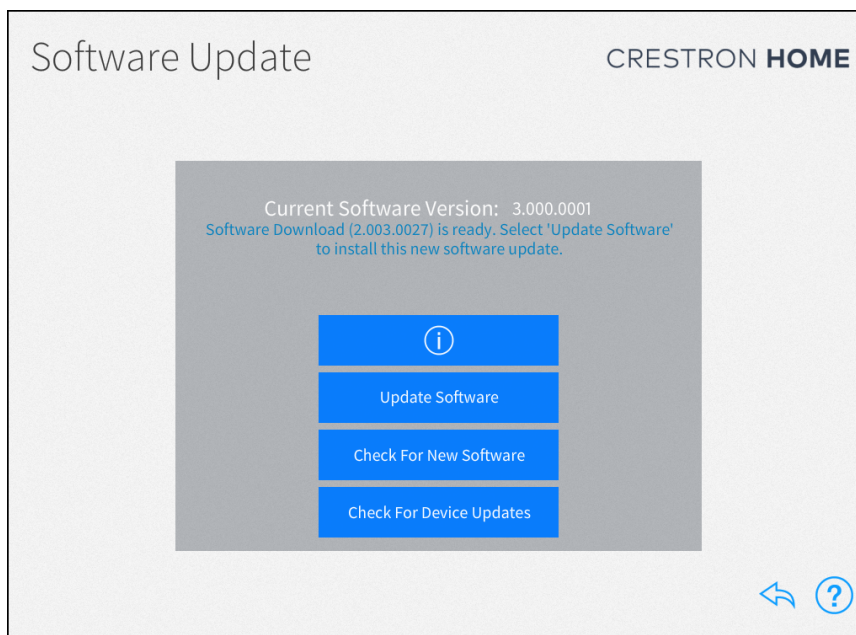 Software Update
CRESTRON HOME
Current Software Version: 3.000.0001
Software Download (2.003.0027) is ready. Select 'Update Software'
to install this new software update.
i
Update Software
Check For New Software
Check For Device Updates
?